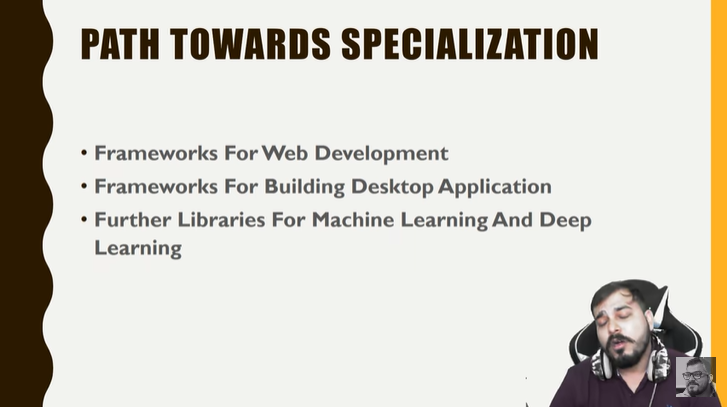 PATH TOWARDS SPECIALIZATION
• Frameworks For Web Development
• Frameworks For Building Desktop Application
• Further Libraries For Machine Learning And Deep
Learning